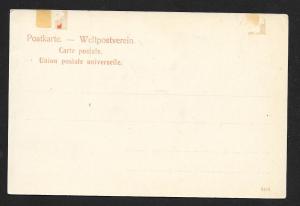 Postkarte. — Weltpostverein.
Carte postale.
Union postale universelle.